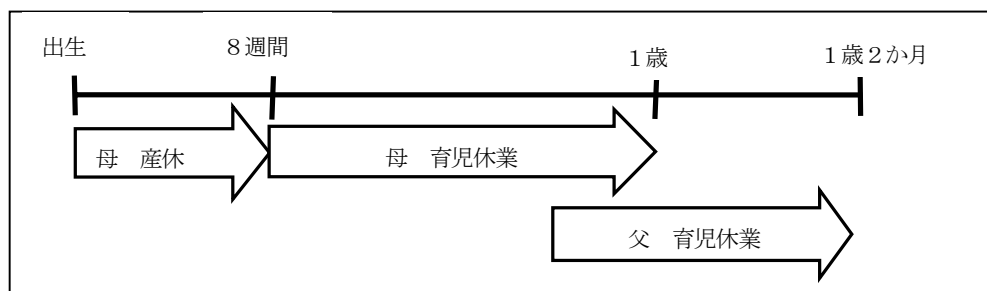 出生 ８週間 １歳 １歳２か月
母　産休 母　育児休業
父　育児休業